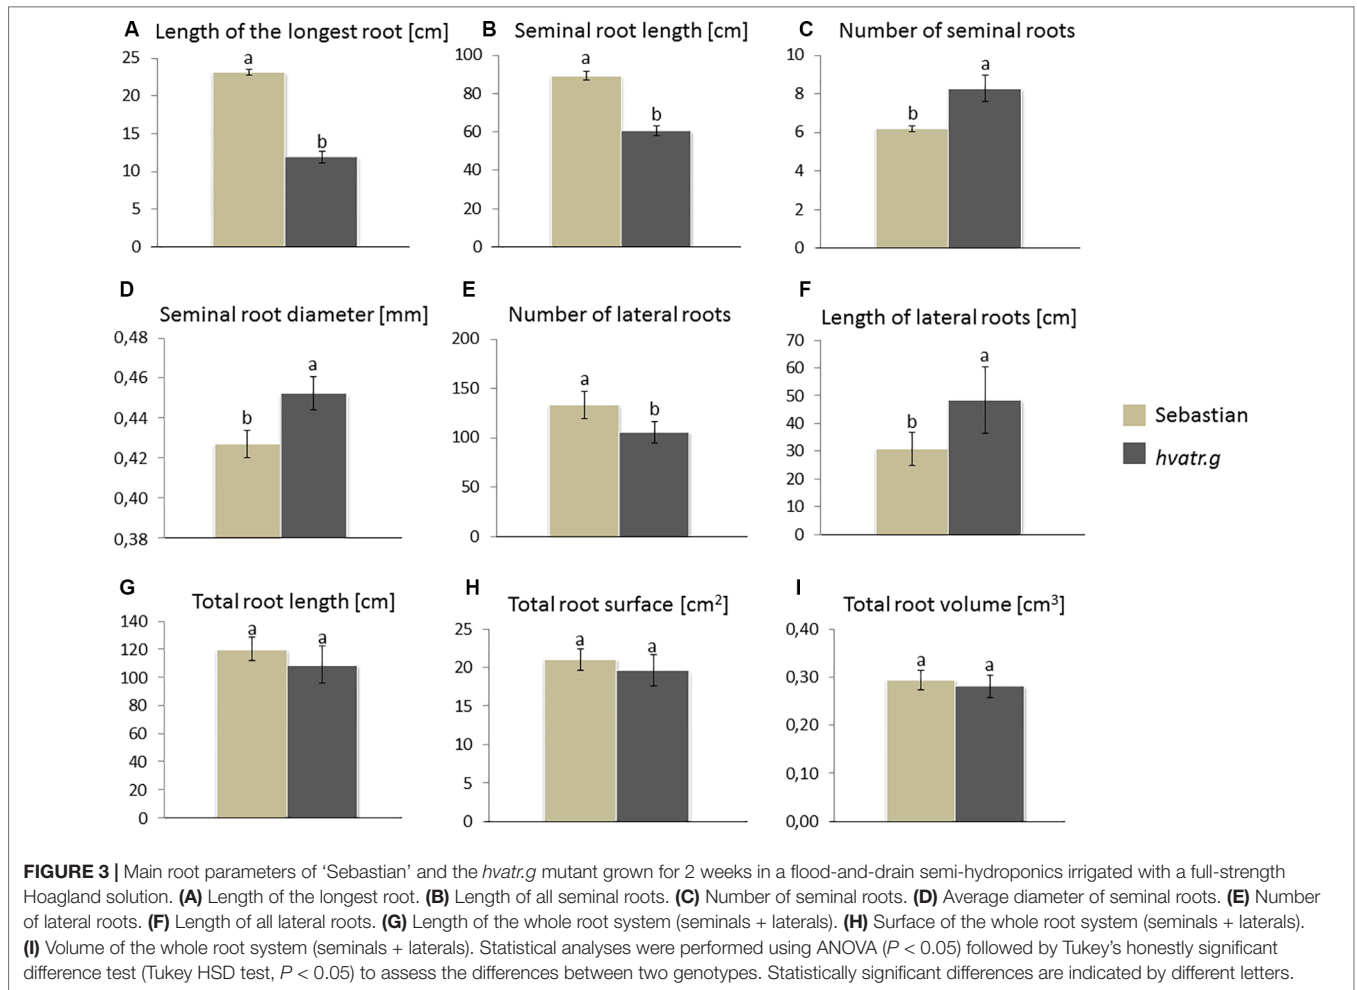 A Length of the longest root [cm]
25
20
15
10
5
0
a
b
B Seminal root length [cm]
100
80
60
40
20
0
a
b
C Number of seminal roots
10
8
6
4
2
0
b
a
D
Seminal root diameter [mm]
0,48
0,46
0,44
0,42
0,40
0,38
b
a
E
Number of lateral roots
200
150
100
50
0
a
b
F
Length of lateral roots [cm]
70
60
50
40
30
20
10
0
b
a
Sebastian
hvatr.g
G
Total root length [cm]
140
120
100
80
60
40
20
0
a
a
H
Total root surface [cm²]
25
20
15
10
5
0
a
a
I
Total root volume [cm³]
0,40
0,30
0,20
0,10
0,00
a
a
FIGURE 3 | Main root parameters of ‘Sebastian’ and the hvatr.g mutant grown for 2 weeks in a flood-and-drain semi-hydroponics irrigated with a full-strength
Hoagland solution. (A) Length of the longest root. (B) Length of all seminal roots. (C) Number of seminal roots. (D) Average diameter of seminal roots. (E) Number
of lateral roots. (F) Length of all lateral roots. (G) Length of the whole root system (seminals + laterals). (H) Surface of the whole root system (seminals + laterals).
(I) Volume of the whole root system (seminals + laterals). Statistical analyses were performed using ANOVA (P < 0.05) followed by Tukey’s honestly significant
difference test (Tukey HSD test, P < 0.05) to assess the differences between two genotypes. Statistically significant differences are indicated by different letters.